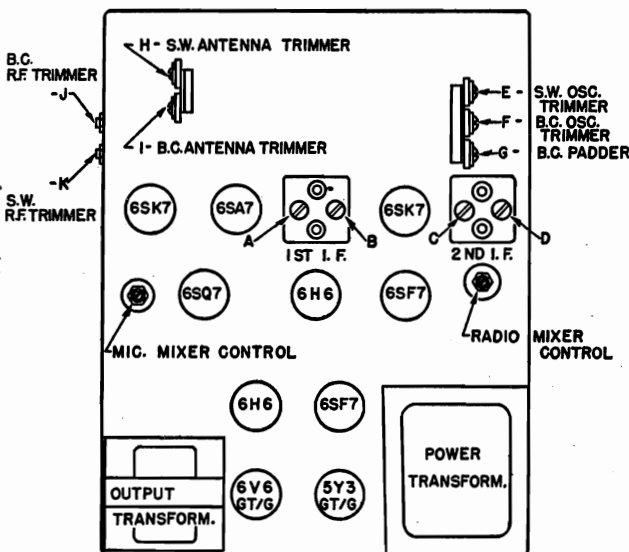 H - S.W. ANTENNA TRIMMER
B.C.
R.F. TRIMMER
- J -
E - S.W. OSC.
TRIMMER
F - B.C. OSC.
TRIMMER
G - B.C. PADDER
I - B.C. ANTENNA TRIMMER
- K -
S.W.
R.F. TRIMMER
6SK7
6SA7
6SK7
A
B
C
D
1ST I.F.
2ND I.F.
6SQ7
6H6
6SF7
MIC. MIXER CONTROL
RADIO MIXER
CONTROL
6H6
6SF7
POWER
TRANSFORM.
OUTPUT
TRANSFORM.
6V6
GT/G
5Y3
GT/G